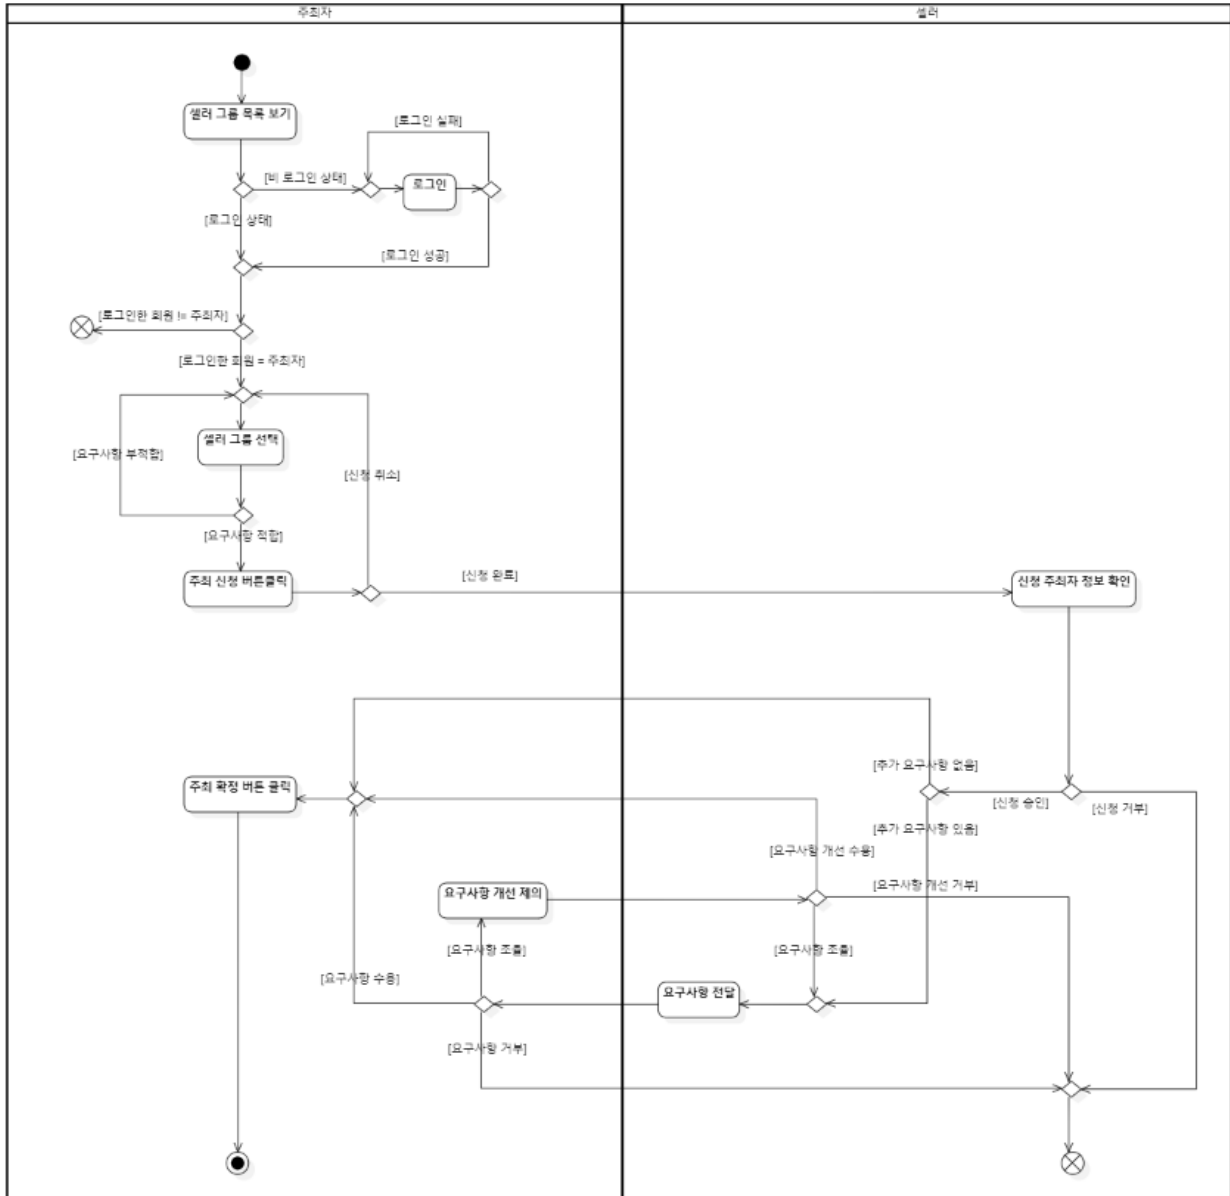 주최자
셀러
셀러 그룹 목록 보기
[로그인 실패]
[비 로그인 상태]
로그인
[로그인 상태]
[로그인 성공]
[로그인한 회원 != 주최자]
[로그인한 회원 = 주최자]
셀러 그룹 선택
[요구사항 부적합]
[신청 취소]
[요구사항 적합]
주최 신청 버튼클릭
[신청 완료]
신청 주최자 정보 확인
[추가 요구사항 없음]
주최 확정 버튼 클릭
[신청 승인]
[신청 거부]
[추가 요구사항 있음]
[요구사항 개선 수용]
요구사항 개선 제의
[요구사항 개선 거부]
[요구사항 조율]
[요구사항 조율]
[요구사항 수용]
요구사항 전달
[요구사항 거부]